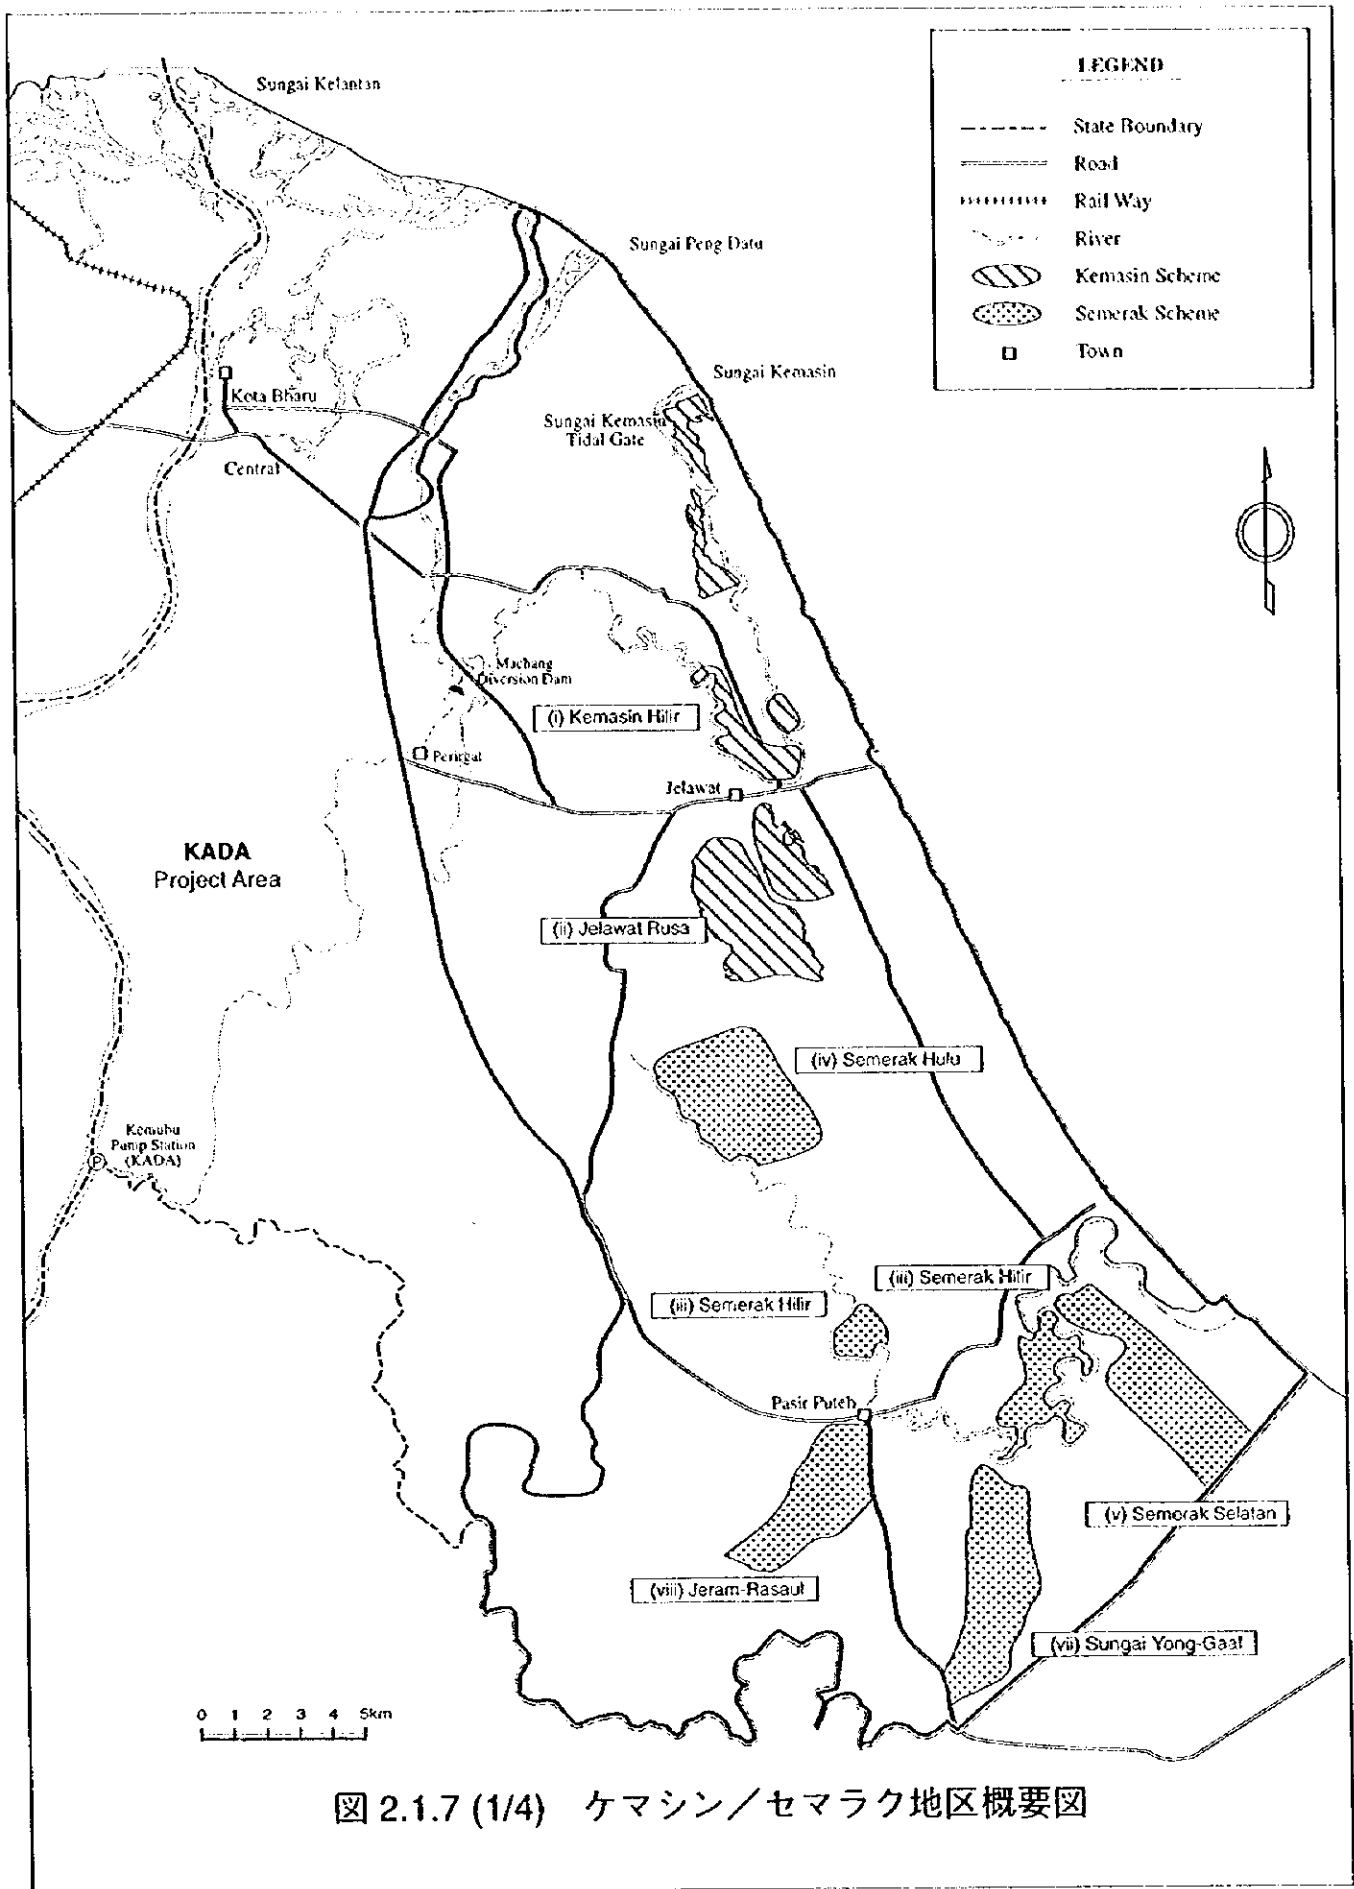 LEGEND
State Boundary
Road
Rail Way
River
Kemasin Scheme
Semerak Scheme
Town
Sungai Kelantan
Sungai Peng Datu
Sungai Kemasin
Sungai Kemasin
Tidal Gate
Kota Bharu
Central
Machang
Diversion Dam
(i) Kemasin Hilir
Peringat
Jelawat
KADA
Project Area
(ii) Jelawat Rusa
(iv) Semerak Hulu
Kemubu
Pump Station
(KADA)
P
(iii) Semerak Hilir
(iii) Semerak Hilir
Pasir Puteh
(v) Semerak Selatan
(viii) Jeram-Rasaul
(vii) Sungai Yong-Gaal
0 1 2 3 4 5km
図 2.1.7 (1/4) ケマシン／セマラク地区概要図